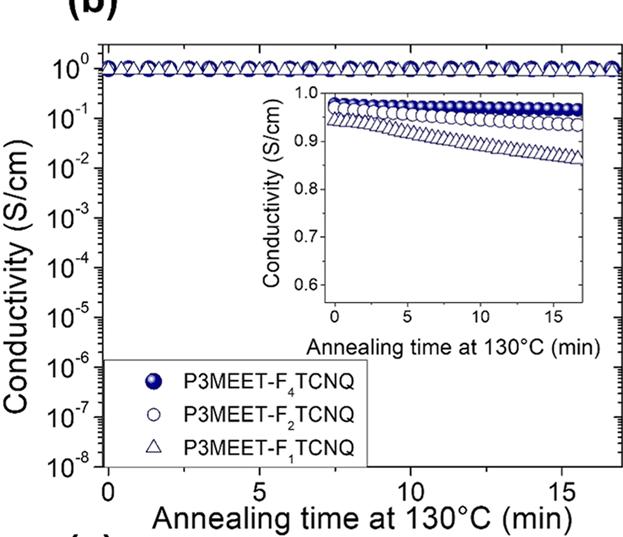 (b)
Conductivity (S/cm)
10⁰
10⁻¹
10⁻²
10⁻³
10⁻⁴
10⁻⁵
10⁻⁶
10⁻⁷
10⁻⁸
0 5 10 15
Annealing time at 130°C (min)
Conductivity (S/cm)
1.0
0.9
0.8
0.7
0.6
0 5 10 15
Annealing time at 130°C (min)
P3MEET-F₄TCNQ
P3MEET-F₂TCNQ
P3MEET-F₁TCNQ